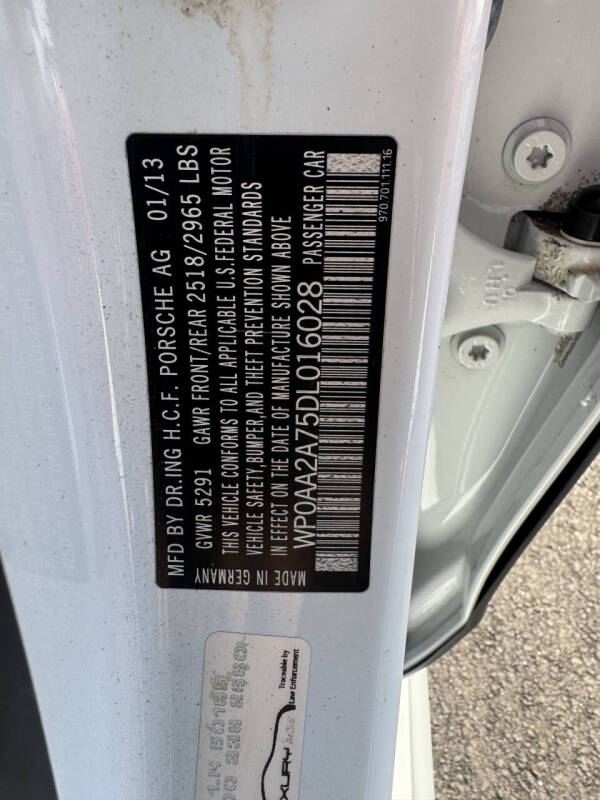 MFD BY DR.ING H.C.F. PORSCHE AG 01/13
GVWR 5291 GAWR FRONT/REAR 2518/2965 LBS
THIS VEHICLE CONFORMS TO ALL APPLICABLE U.S.FEDERAL MOTOR
VEHICLE SAFETY,BUMPER AND THEFT PREVENTION STANDARDS
IN EFFECT ON THE DATE OF MANUFACTURE SHOWN ABOVE
WP0AA2A75DL016028 PASSENGER CAR
MADE IN GERMANY
970.701.111.16
Traceable by
Law Enforcement